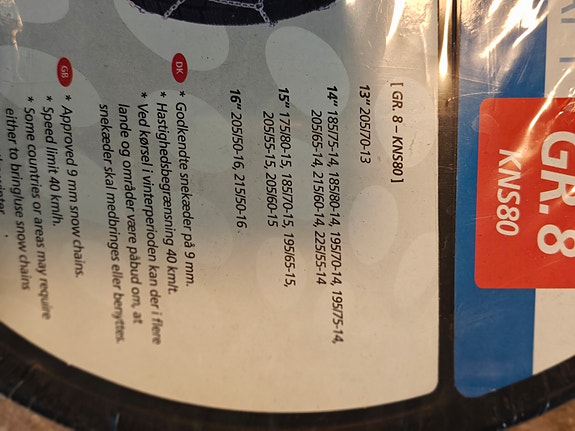 GR. 8
KNS80
[ GR. 8 – KNS80 ]
13" 205/70-13
14" 185/75-14, 185/80-14, 195/70-14, 195/75-14,
205/65-14, 215/60-14, 225/55-14
15" 175/80-15, 185/70-15, 195/65-15,
205/55-15, 205/60-15
16" 205/50-16, 215/50-16
DK
* Godkendte snekæder på 9 mm.
* Hastighedsbegrænsning 40 km/t.
* Ved kørsel i vinterperioden kan der i flere
lande og områder være påbud om, at
snekæder skal medbringes eller benyttes.
GB
* Approved 9 mm snow chains.
* Speed limit 40 km/h.
* Some countries or areas may require
either to bring/use snow chains
winter